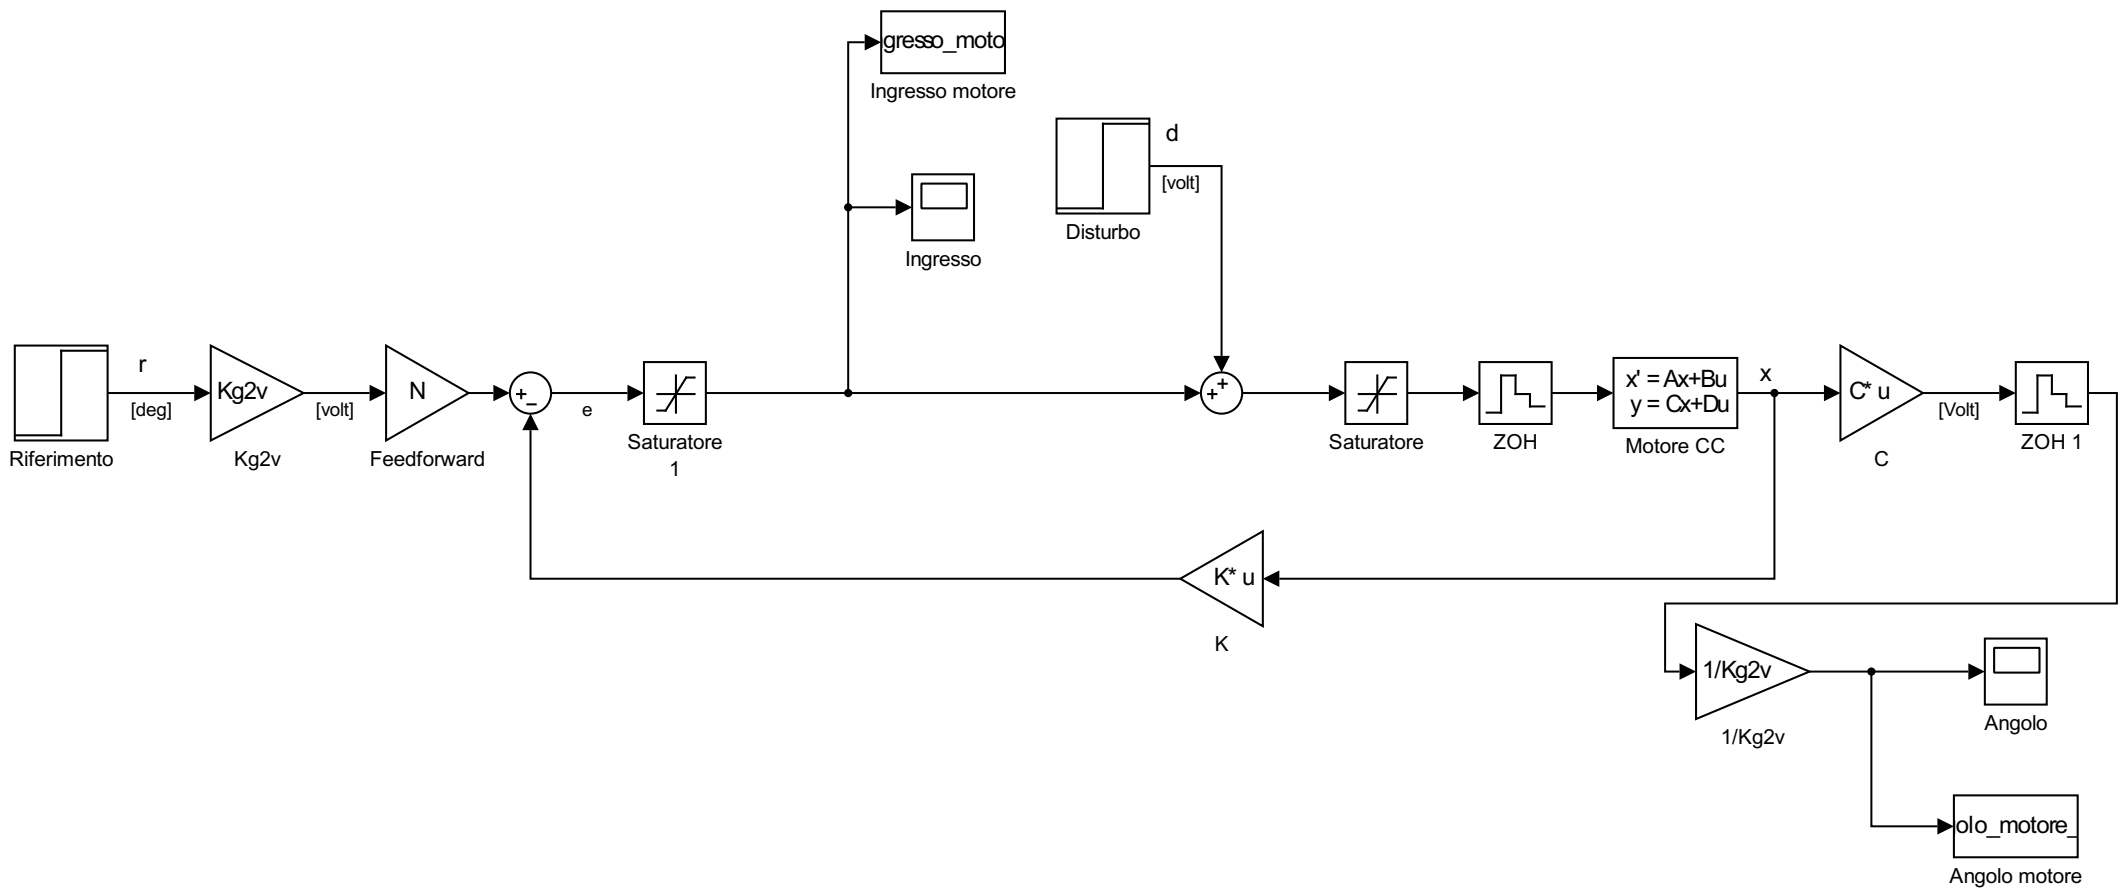 gresso_moto
Ingresso motore
d
[volt]
Disturbo
Ingresso
r
[deg]
Riferimento
Kg2v
Kg2v
[volt]
N
Feedforward
+
−
e
Saturatore
1
+
+
Saturatore
ZOH
x' = Ax+Bu
y = Cx+Du
Motore CC
x
C* u
C
[Volt]
ZOH 1
K* u
K
1/Kg2v
1/Kg2v
Angolo
olo_motore_
Angolo motore